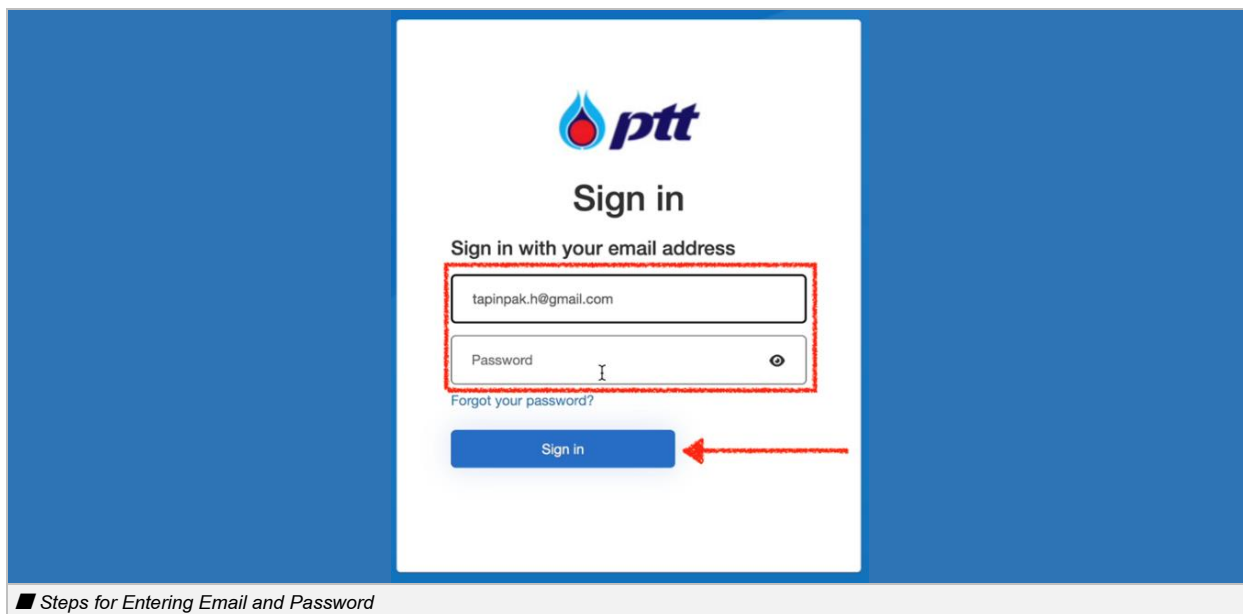 ptt
Sign in
Sign in with your email address
tapinpak.h@gmail.com
Password
Forgot your password?
Sign in
Steps for Entering Email and Password